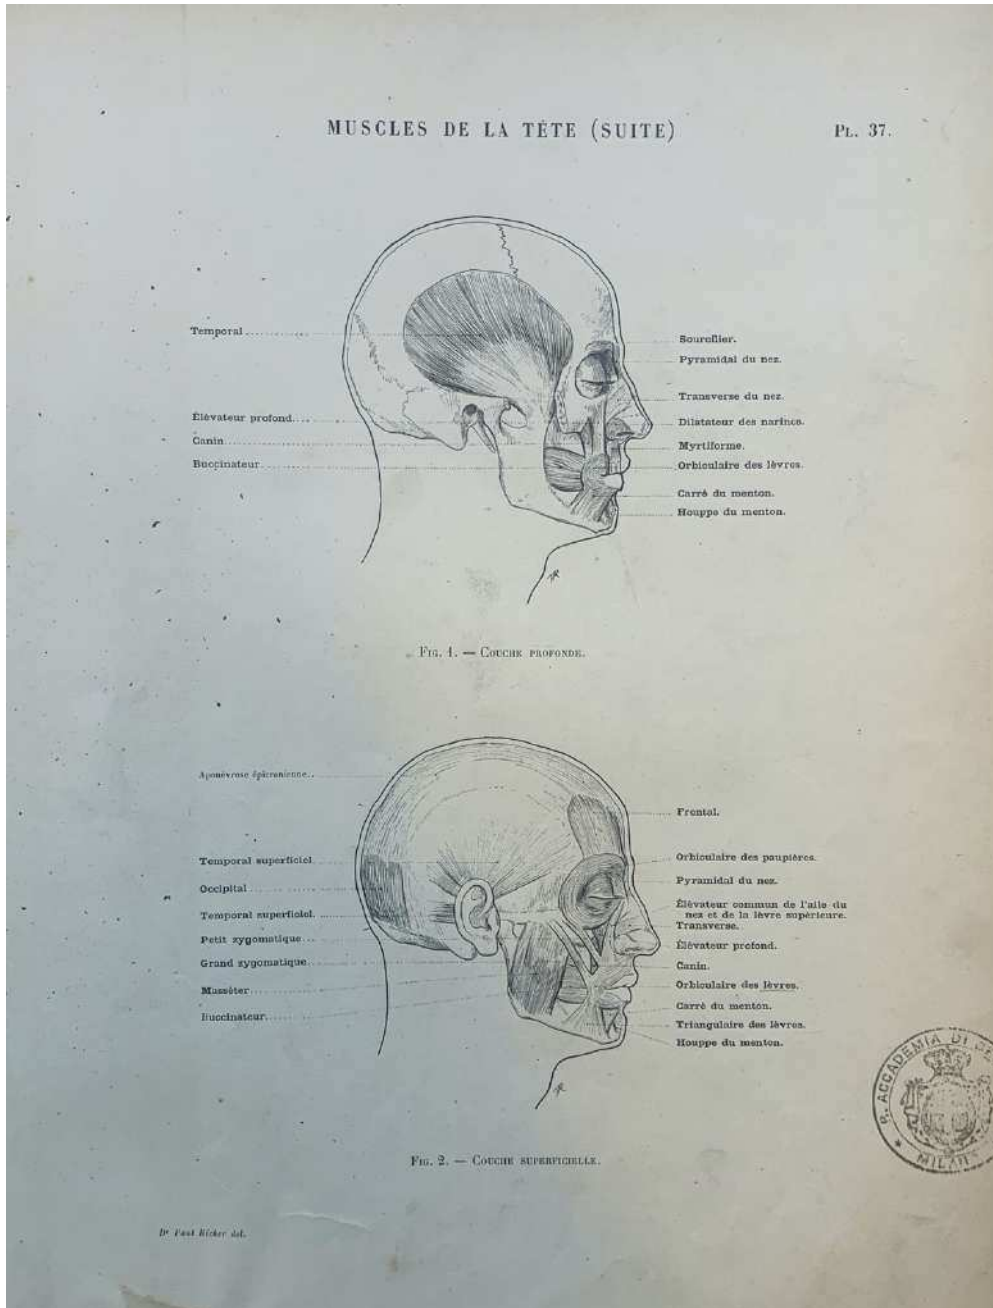 MUSCLES DE LA TÊTE (SUITE)
PL. 37.
Temporal
Élévateur profond
Canin
Buccinateur
Sourcilier.
Pyramidal du nez.
Transverse du nez.
Dilatateur des narines.
Myrtiforme.
Orbiculaire des lèvres.
Carré du menton.
Houppe du menton.
FIG. 1. — COUCHE PROFONDE.
Aponévrose épicranienne
Temporal superficiel
Occipital
Temporal superficiel
Petit zygomatique
Grand zygomatique
Masséter
Buccinateur
Frontal.
Orbiculaire des paupières.
Pyramidal du nez.
Élévateur commun de l'aile du
nez et de la lèvre supérieure.
Transverse.
Élévateur profond.
Canin.
Orbiculaire des lèvres.
Carré du menton.
Triangulaire des lèvres.
Houppe du menton.
FIG. 2. — COUCHE SUPERFICIELLE.
R. ACCADEMIA DI
MILANO
Dr Paul Richer del.